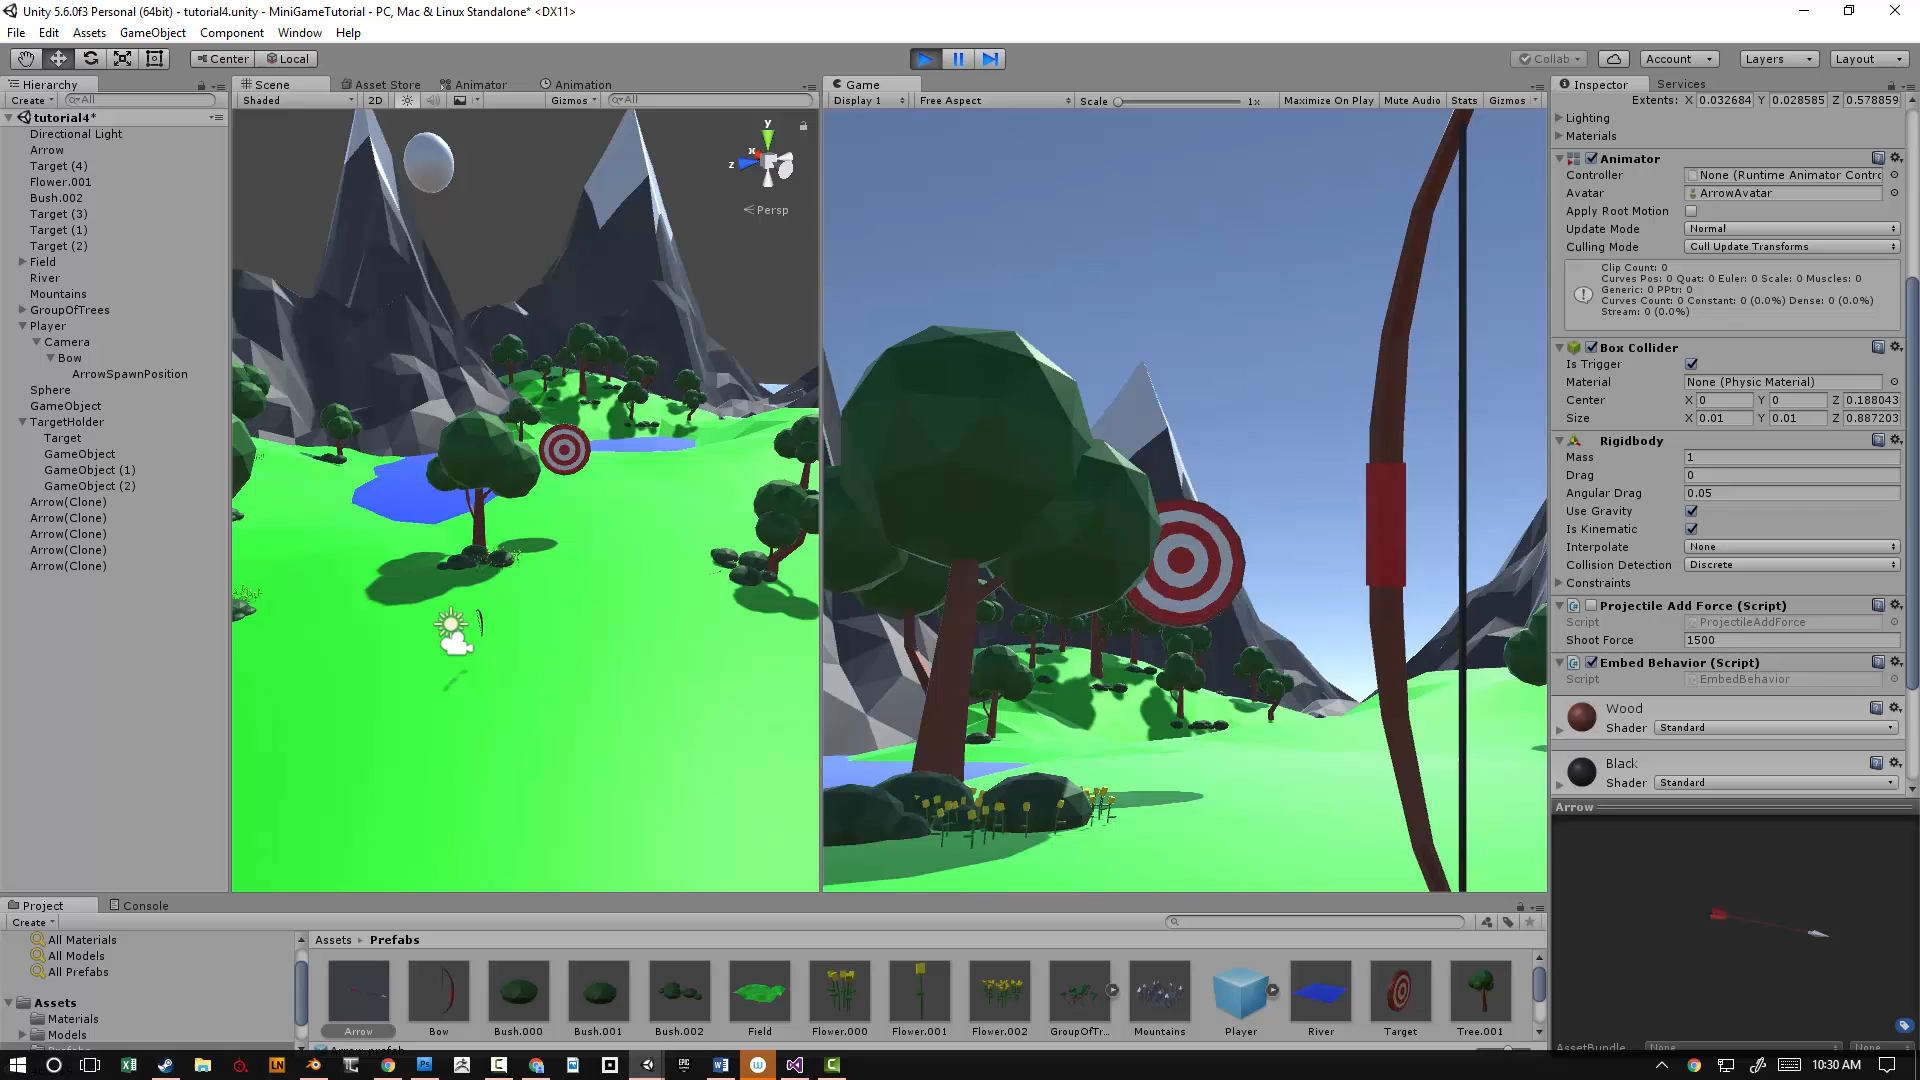 Unity 5.6.0f3 Personal (64bit) - tutorial4.unity - MiniGameTutorial - PC, Mac & Linux Standalone* <DX11>
File Edit Assets GameObject Component Window Help
Center Local
Collab Account Layers Layout
Hierarchy
Create All
tutorial4*
Directional Light
Arrow
Target (4)
Flower.001
Bush.002
Target (3)
Target (1)
Target (2)
Field
River
Mountains
GroupOfTrees
Player
Camera
Bow
ArrowSpawnPosition
Sphere
GameObject
TargetHolder
Target
GameObject
GameObject (1)
GameObject (2)
Arrow(Clone)
Arrow(Clone)
Arrow(Clone)
Arrow(Clone)
Arrow(Clone)
Scene Asset Store Animator Animation
Shaded 2D Gizmos All
y
x
z
Persp
Game
Display 1 Free Aspect Scale 1x Maximize On Play Mute Audio Stats Gizmos
Inspector Services
Extents: X 0.032684 Y 0.028585 Z 0.578859
Lighting
Materials
Animator
Controller None (Runtime Animator Contro
Avatar ArrowAvatar
Apply Root Motion
Update Mode Normal
Culling Mode Cull Update Transforms
Clip Count: 0
Curves Pos: 0 Quat: 0 Euler: 0 Scale: 0 Muscles: 0
Generic: 0 PPtr: 0
Curves Count: 0 Constant: 0 (0.0%) Dense: 0 (0.0%)
Stream: 0 (0.0%)
Box Collider
Is Trigger
Material None (Physic Material)
Center X 0 Y 0 Z 0.188043
Size X 0.01 Y 0.01 Z 0.887203
Rigidbody
Mass 1
Drag 0
Angular Drag 0.05
Use Gravity
Is Kinematic
Interpolate None
Collision Detection Discrete
Constraints
Projectile Add Force (Script)
Script ProjectileAddForce
Shoot Force 1500
Embed Behavior (Script)
Script EmbedBehavior
Wood
Shader Standard
Black
Shader Standard
Arrow
AssetBundle None None
Project Console
Create
All Materials
All Models
All Prefabs
Assets
Materials
Models
Prefabs
Assets Prefabs
Arrow Bow Bush.000 Bush.001 Bush.002 Field Flower.000 Flower.001 Flower.002 GroupOfTr... Mountains Player River Target Tree.001
Arrow.prefab
10:30 AM